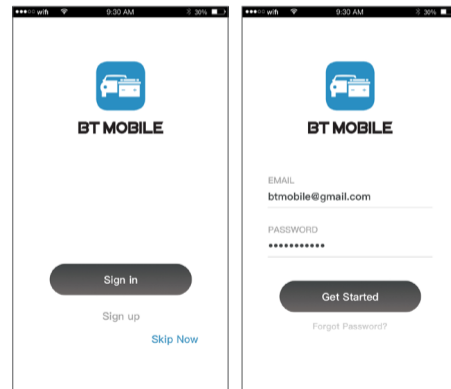 wifi 9:30 AM 30%
BT MOBILE
Sign in
Sign up
Skip Now
wifi 9:30 AM 30%
BT MOBILE
EMAIL
btmobile@gmail.com
PASSWORD
•••••••••••
Get Started
Forgot Password?